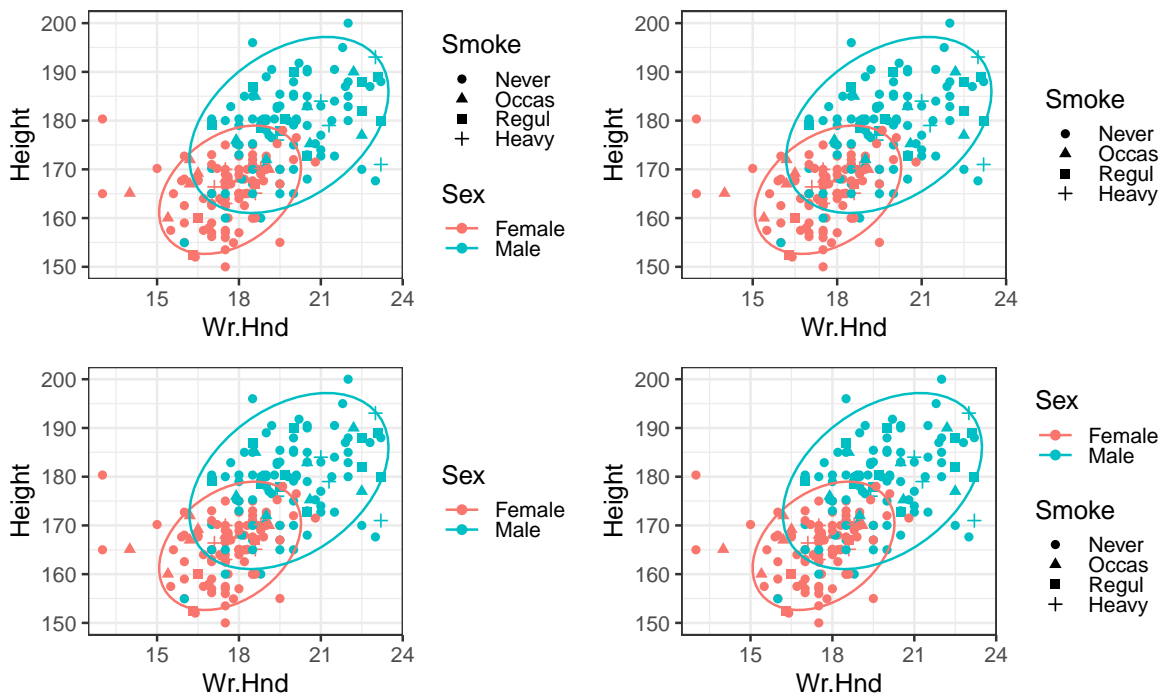 200
190
180
170
160
150
Height
15
18
21
24
Wr.Hnd
Smoke
Never
Occas
Regul
Heavy
Sex
Female
Male
200
190
180
170
160
150
Height
15
18
21
24
Wr.Hnd
Smoke
Never
Occas
Regul
Heavy
200
190
180
170
160
150
Height
15
18
21
24
Wr.Hnd
Sex
Female
Male
200
190
180
170
160
150
Height
15
18
21
24
Wr.Hnd
Sex
Female
Male
Smoke
Never
Occas
Regul
Heavy